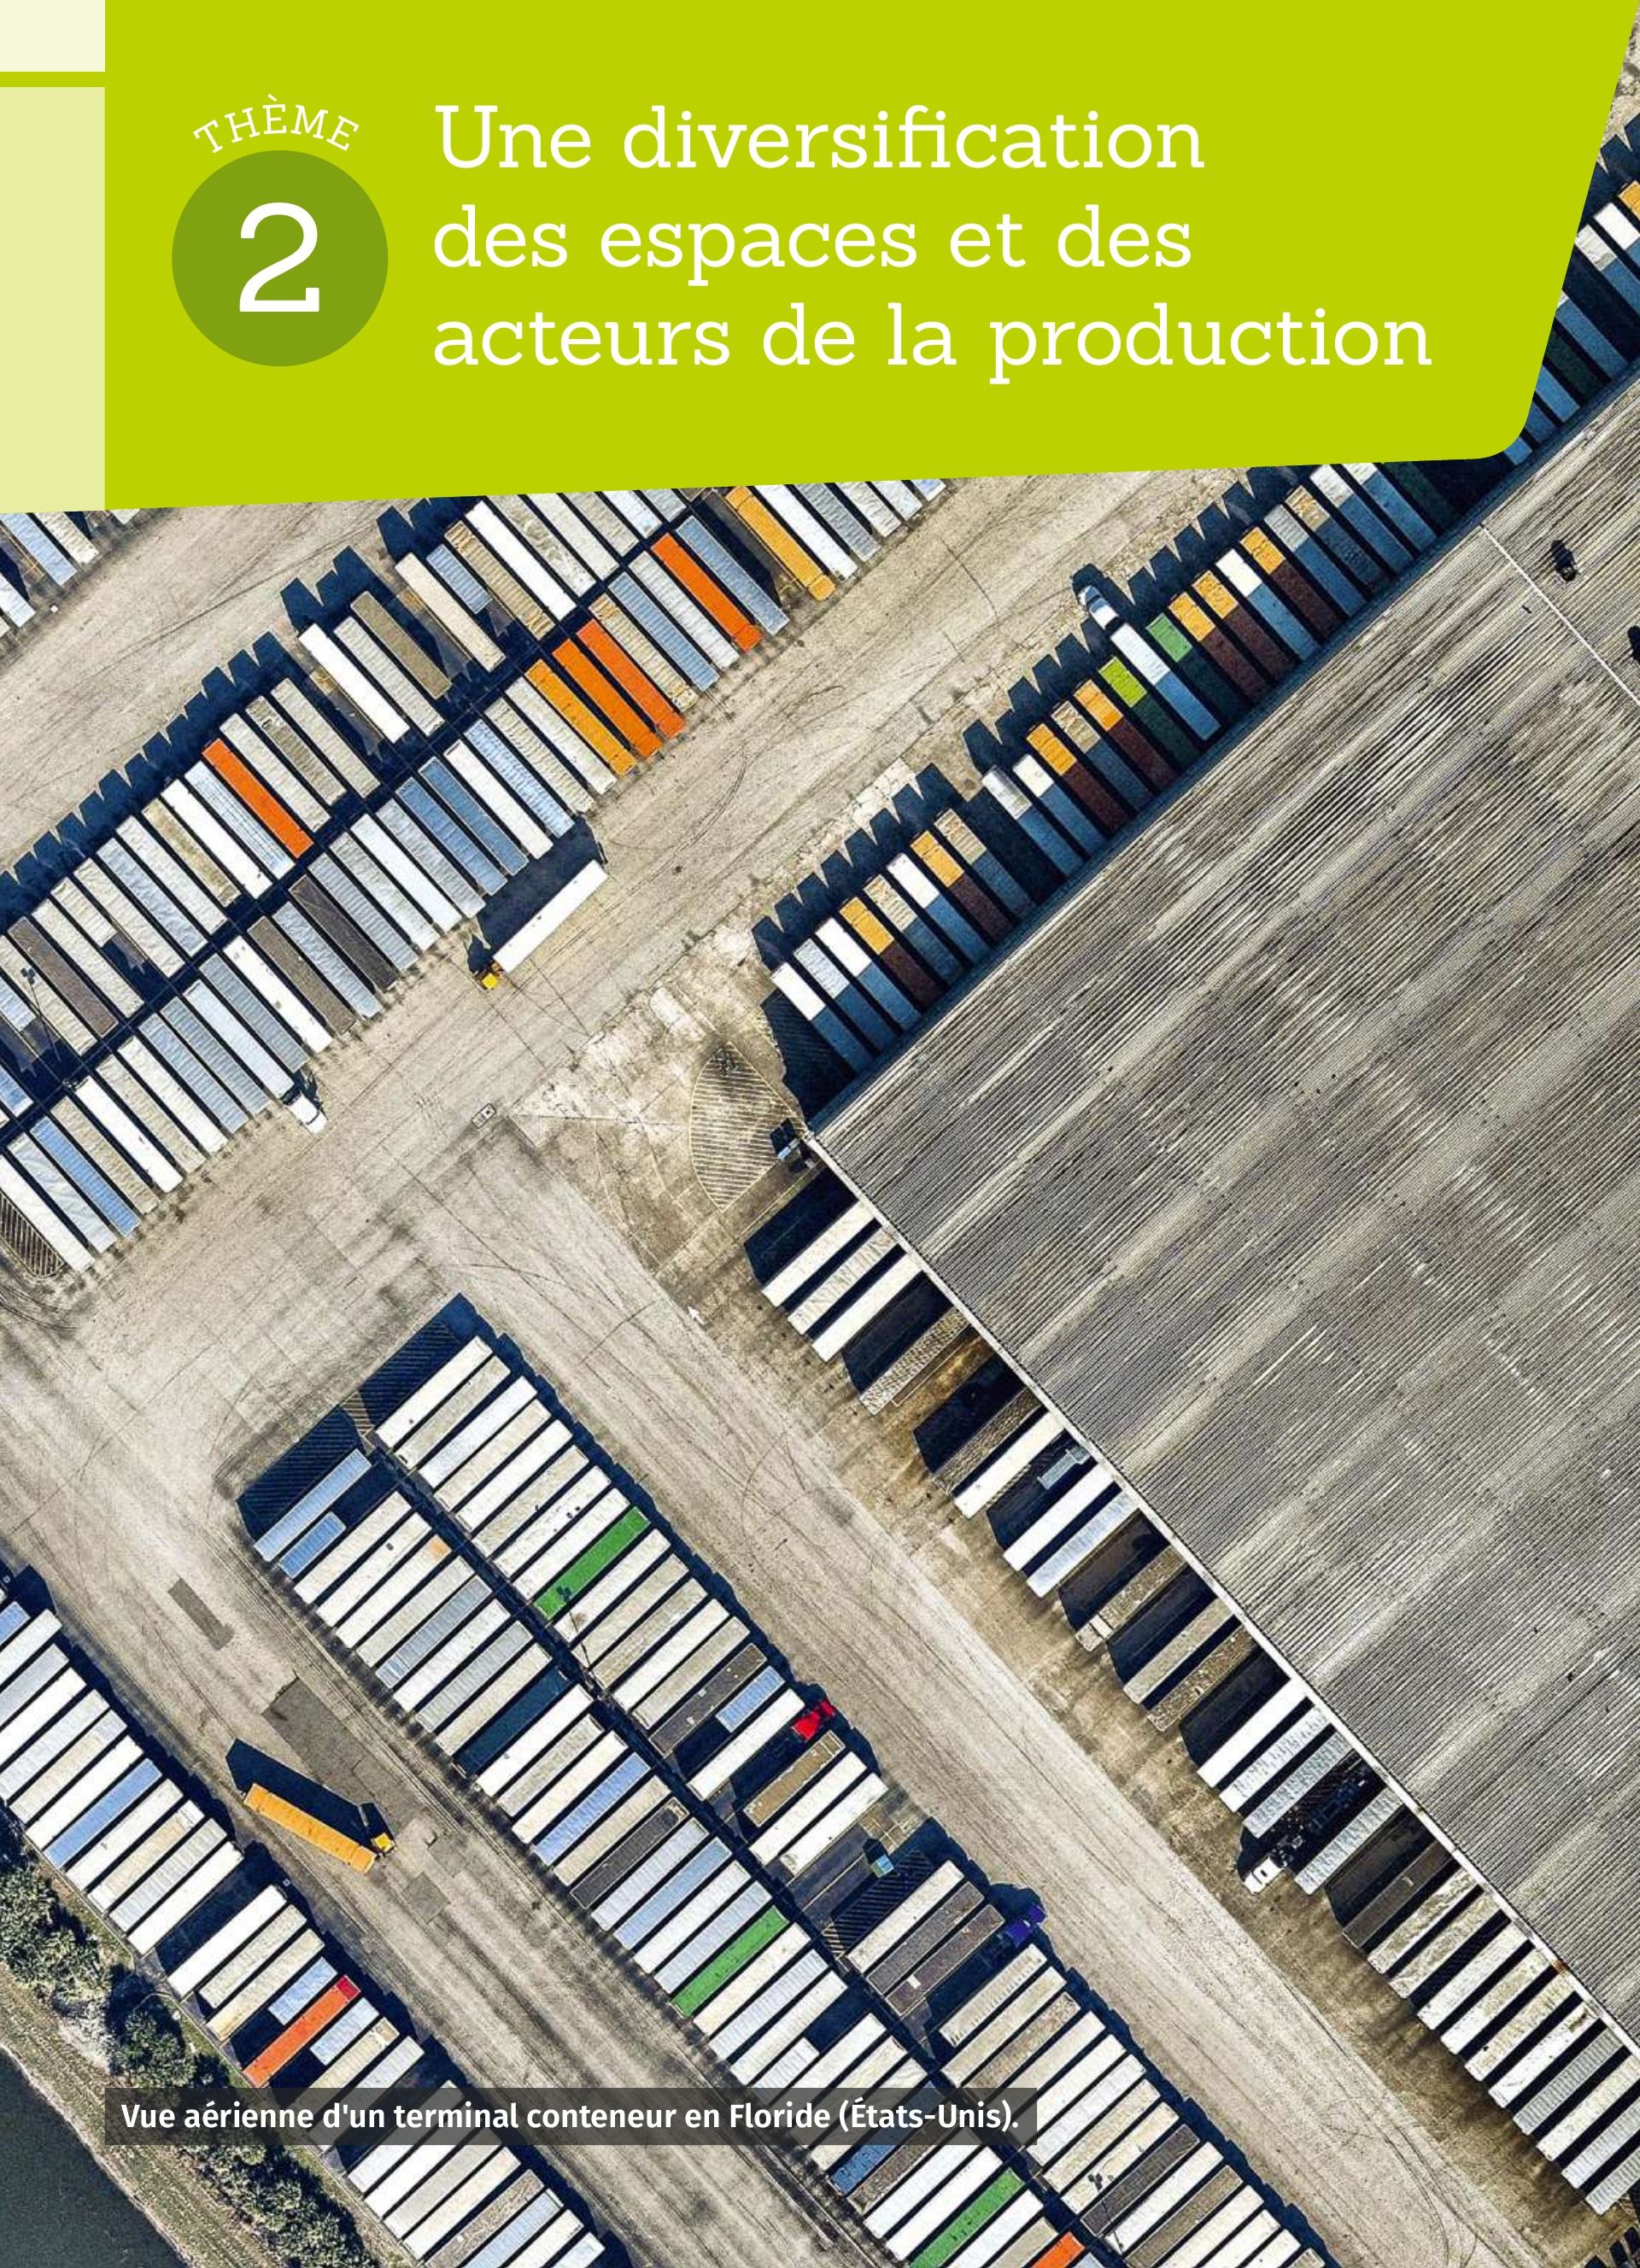 THÈME
2
Une diversification
des espaces et des
acteurs de la production
Vue aérienne d'un terminal conteneur en Floride (États-Unis).